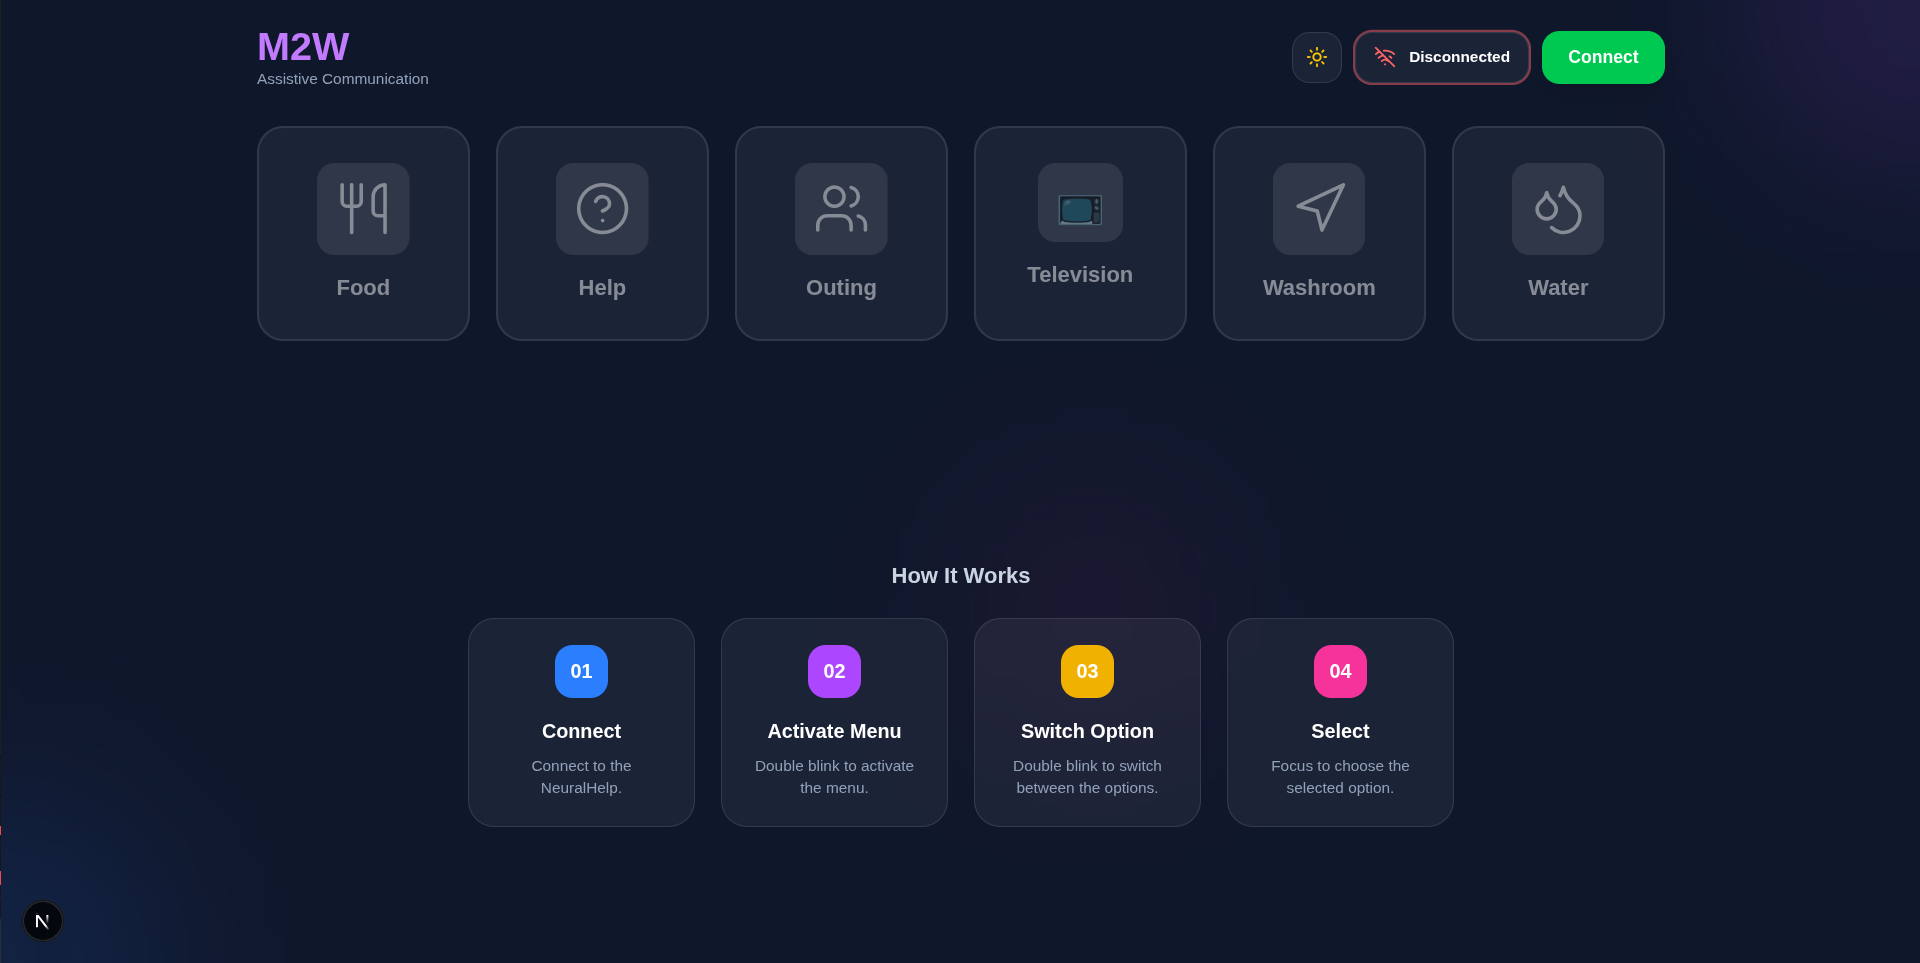 M2W
Assistive Communication
Disconnected
Connect
Food
Help
Outing
Television
Washroom
Water
How It Works
01
02
03
04
Connect
Activate Menu
Switch Option
Select
Connect to the
NeuralHelp.
Double blink to activate
the menu.
Double blink to switch
between the options.
Focus to choose the
selected option.
N